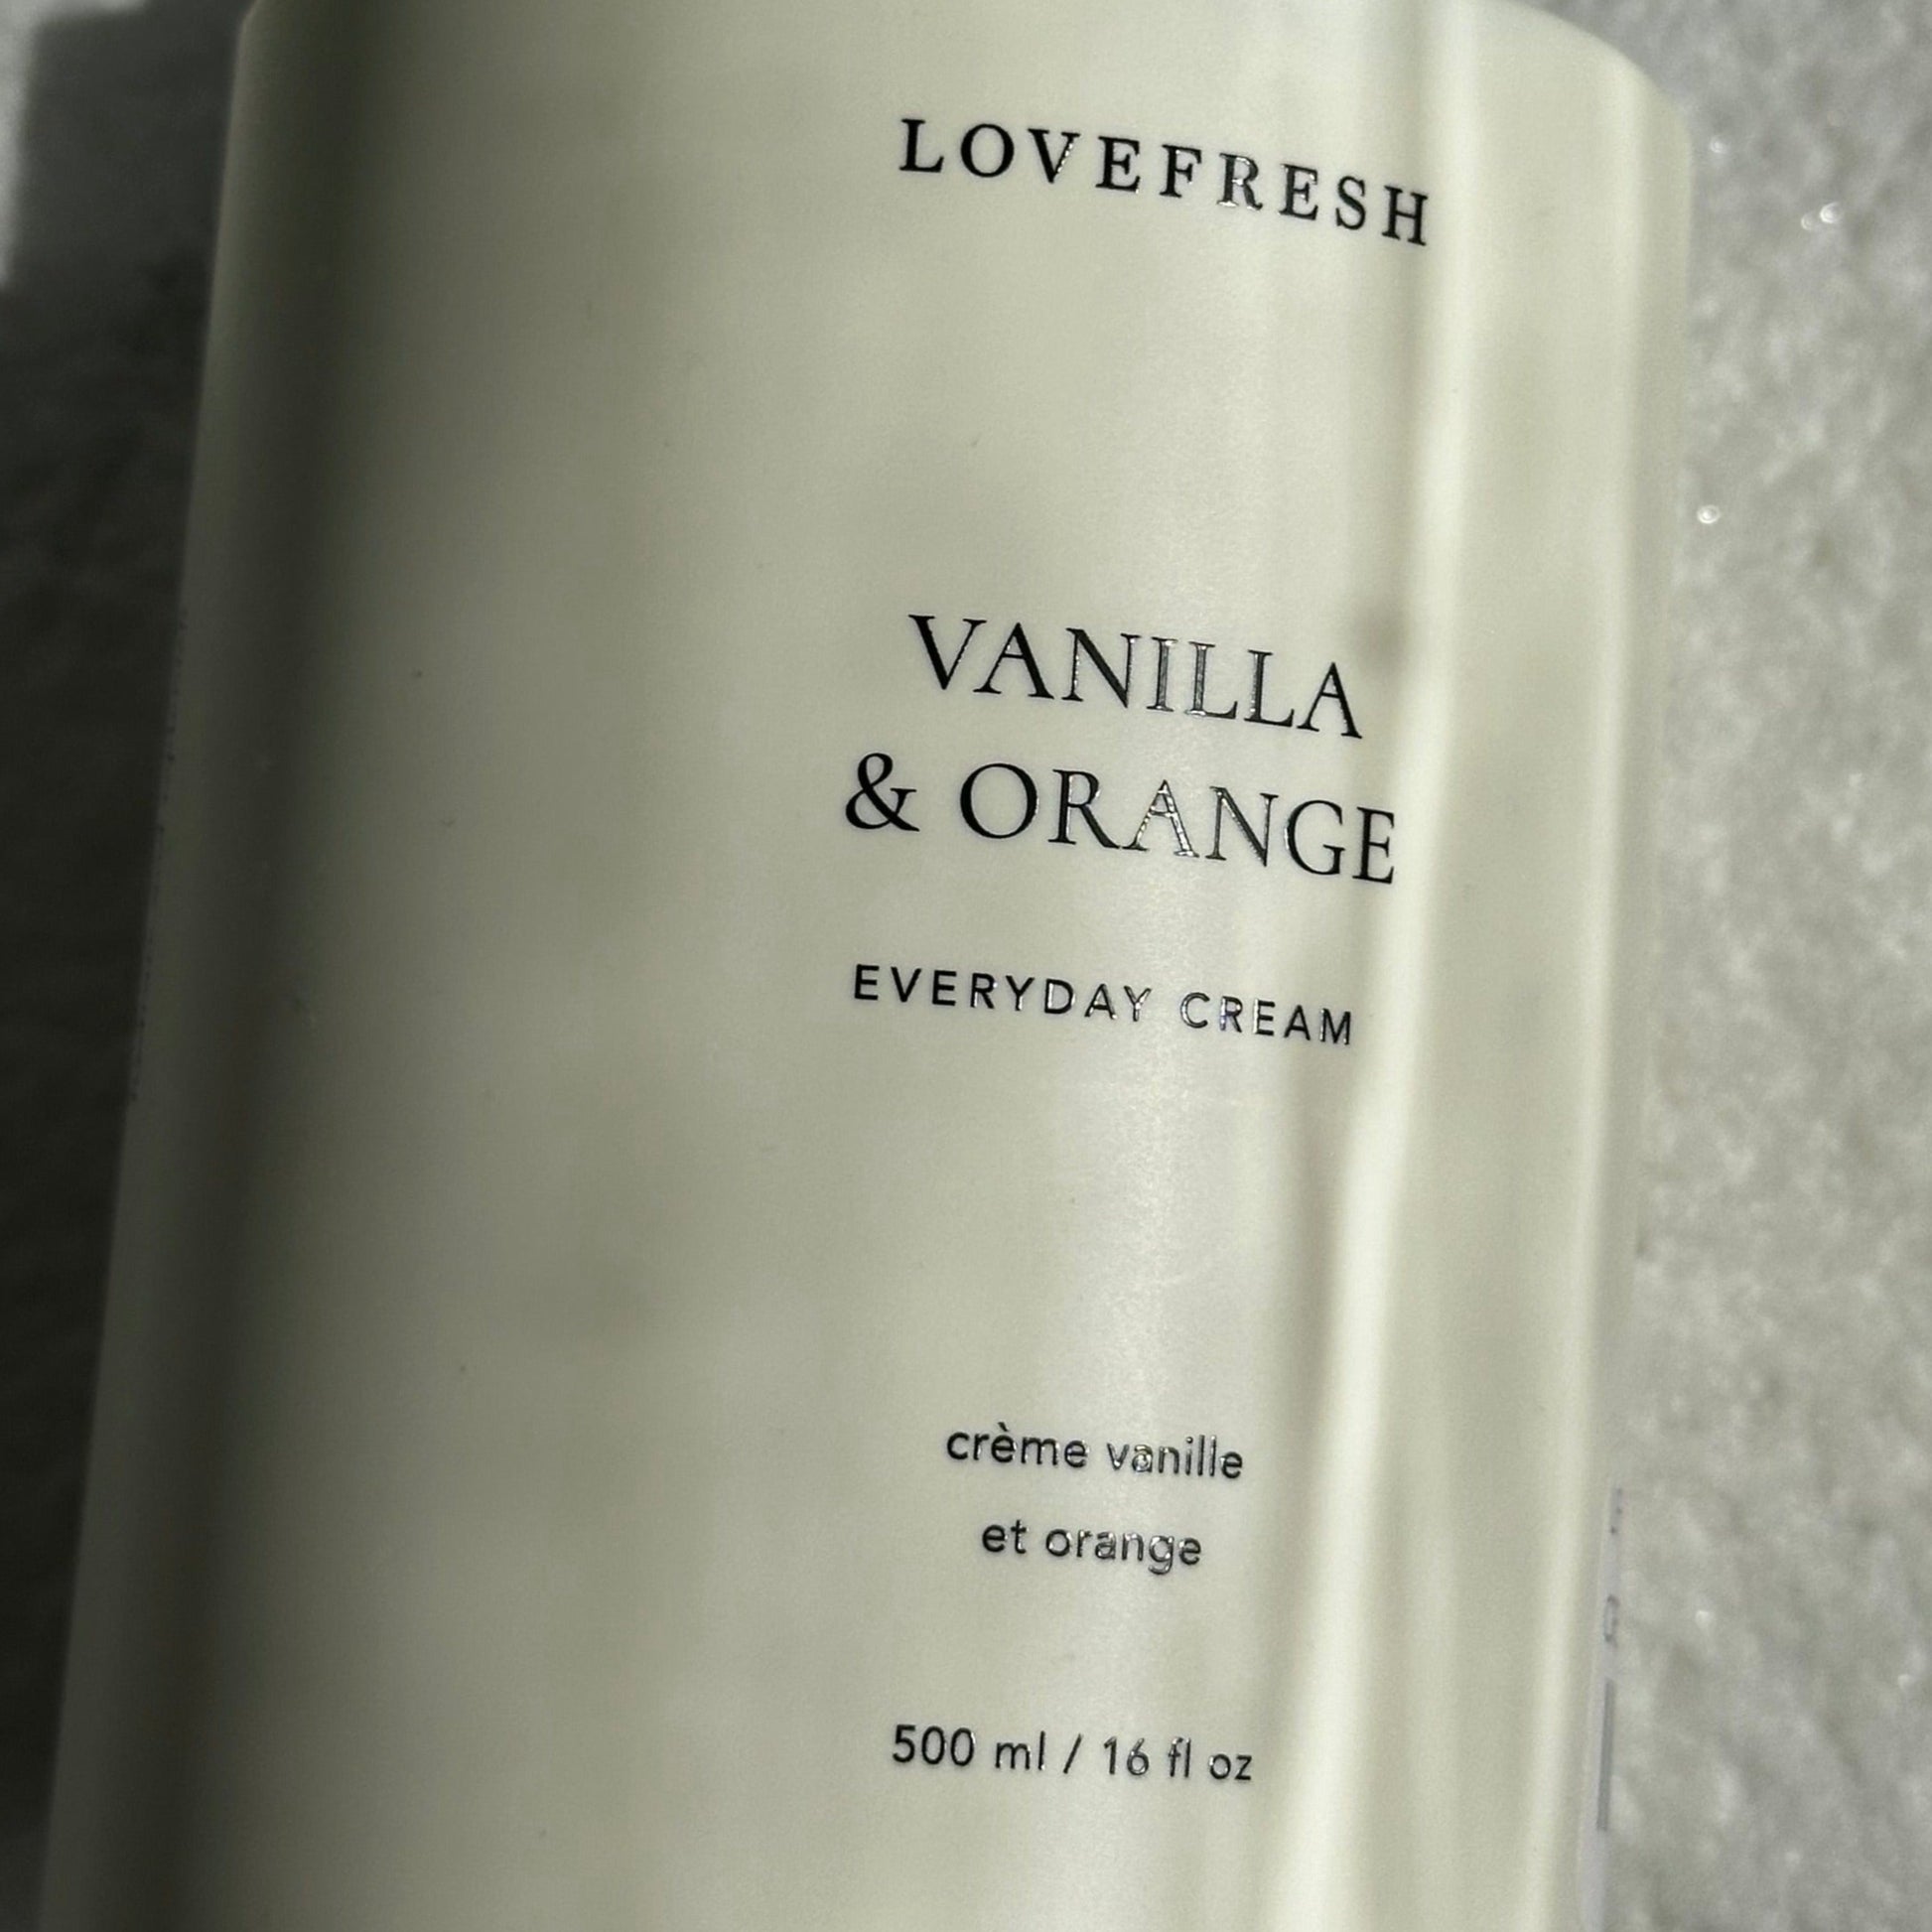 LOVEFRESH
VANILLA
& ORANGE
EVERYDAY CREAM
crème vanille
et orange
500 ml / 16 fl oz